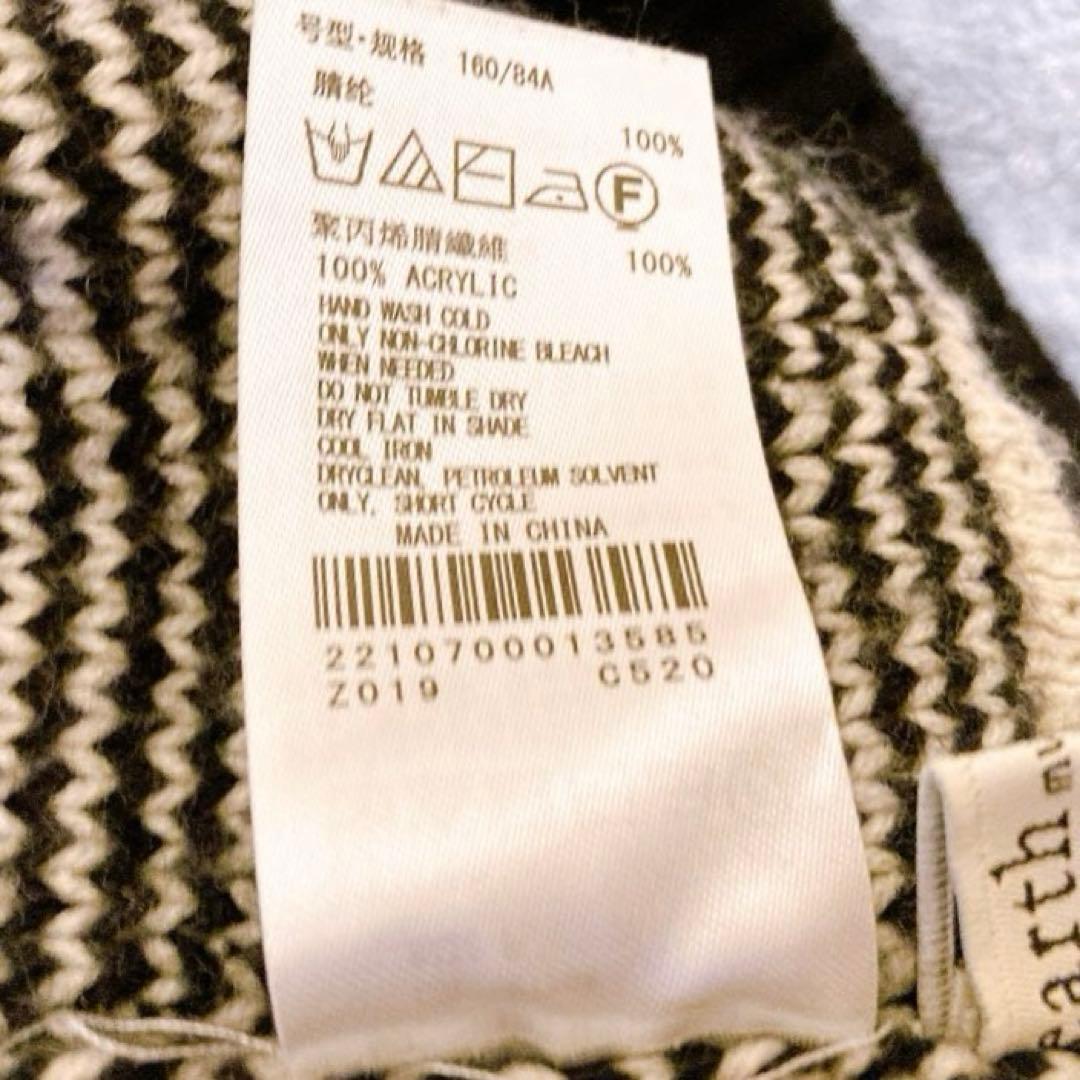 号型·规格 160/84A
腈纶 100%
F
聚丙烯腈纖維 100%
100% ACRYLIC
HAND WASH COLD
ONLY NON-CHLORINE BLEACH
WHEN NEEDED
DO NOT TUMBLE DRY
DRY FLAT IN SHADE
COOL IRON
DRYCLEAN, PETROLEUM SOLVENT
ONLY, SHORT CYCLE
MADE IN CHINA
2210700013585
Z019 C520
earth mu